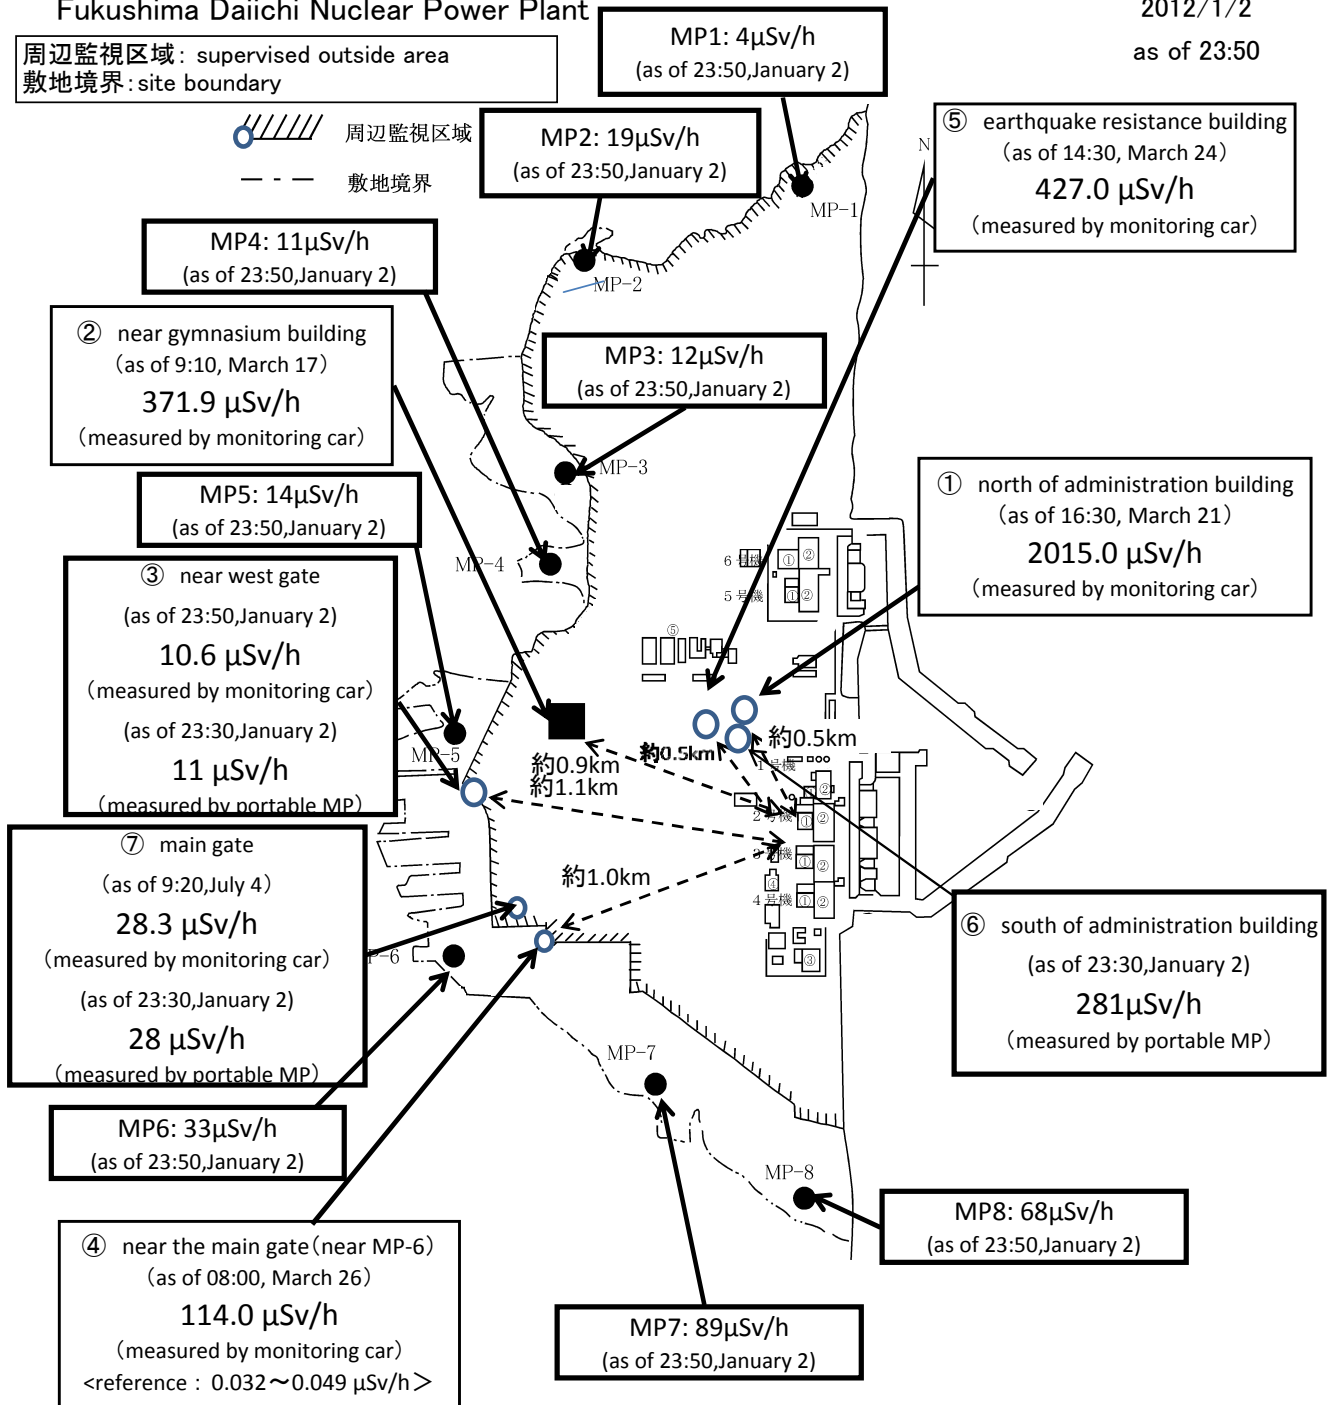 Fukushima Daiichi Nuclear Power Plant
2012/1/2
as of 23:50
周辺監視区域: supervised outside area
敷地境界:site boundary
周辺監視区域
敷地境界
MP1: 4μSv/h
(as of 23:50,January 2)
MP2: 19μSv/h
(as of 23:50,January 2)
⑤ earthquake resistance building
(as of 14:30, March 24)
427.0 μSv/h
(measured by monitoring car)
N
MP-1
MP4: 11μSv/h
(as of 23:50,January 2)
MP-2
② near gymnasium building
(as of 9:10, March 17)
371.9 μSv/h
(measured by monitoring car)
MP3: 12μSv/h
(as of 23:50,January 2)
MP-3
MP5: 14μSv/h
(as of 23:50,January 2)
① north of administration building
(as of 16:30, March 21)
2015.0 μSv/h
(measured by monitoring car)
MP-4
③ near west gate
(as of 23:50,January 2)
10.6 μSv/h
(measured by monitoring car)
(as of 23:30,January 2)
11 μSv/h
(measured by portable MP)
6号機
① ②
5号機
① ②
⑤
MP-5
約0.9km
約1.1km
約0.5km
約0.5km
1号機
②
①
2号機
① ②
3号機
① ②
4号機
① ②
④
③
約1.0km
⑦ main gate
(as of 9:20,July 4)
28.3 μSv/h
(measured by monitoring car)
(as of 23:30,January 2)
28 μSv/h
(measured by portable MP)
P-6
⑥ south of administration building
(as of 23:30,January 2)
281μSv/h
(measured by portable MP)
MP-7
MP6: 33μSv/h
(as of 23:50,January 2)
MP-8
MP8: 68μSv/h
(as of 23:50,January 2)
④ near the main gate(near MP-6)
(as of 08:00, March 26)
114.0 μSv/h
(measured by monitoring car)
<reference : 0.032～0.049 μSv/h>
MP7: 89μSv/h
(as of 23:50,January 2)